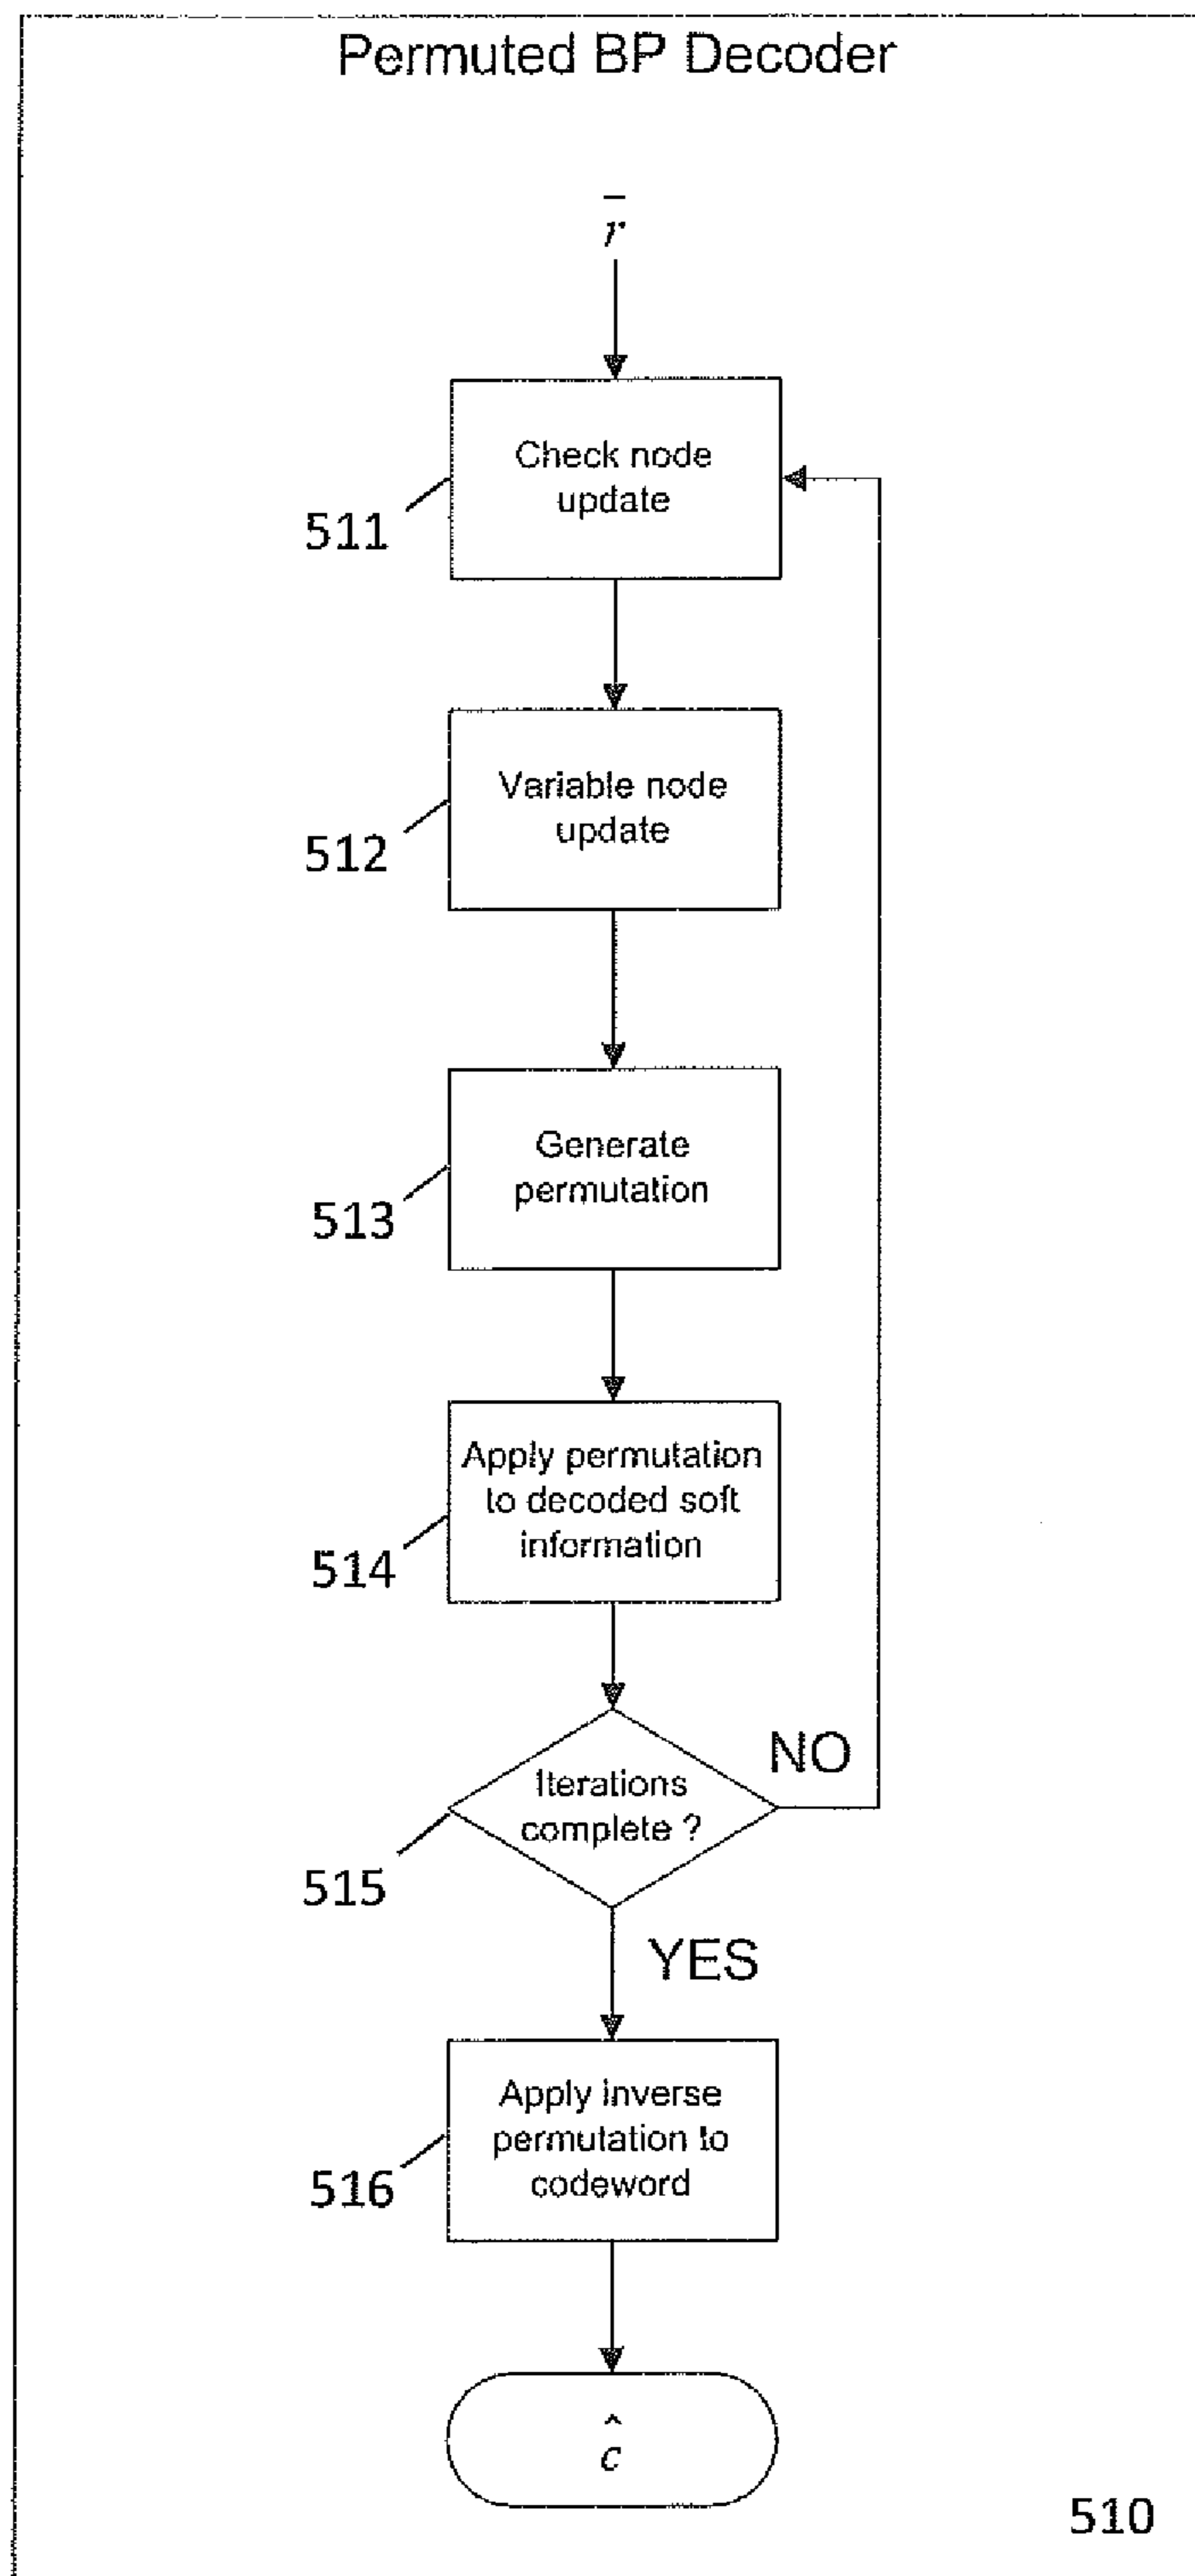 Permuted BP Decoder
r̅
Check node
update
511
Variable node
update
512
Generate
permutation
513
Apply permutation
to decoded soft
information
514
NO
Iterations
complete ?
515
YES
Apply inverse
permutation to
codeword
516
ĉ
510